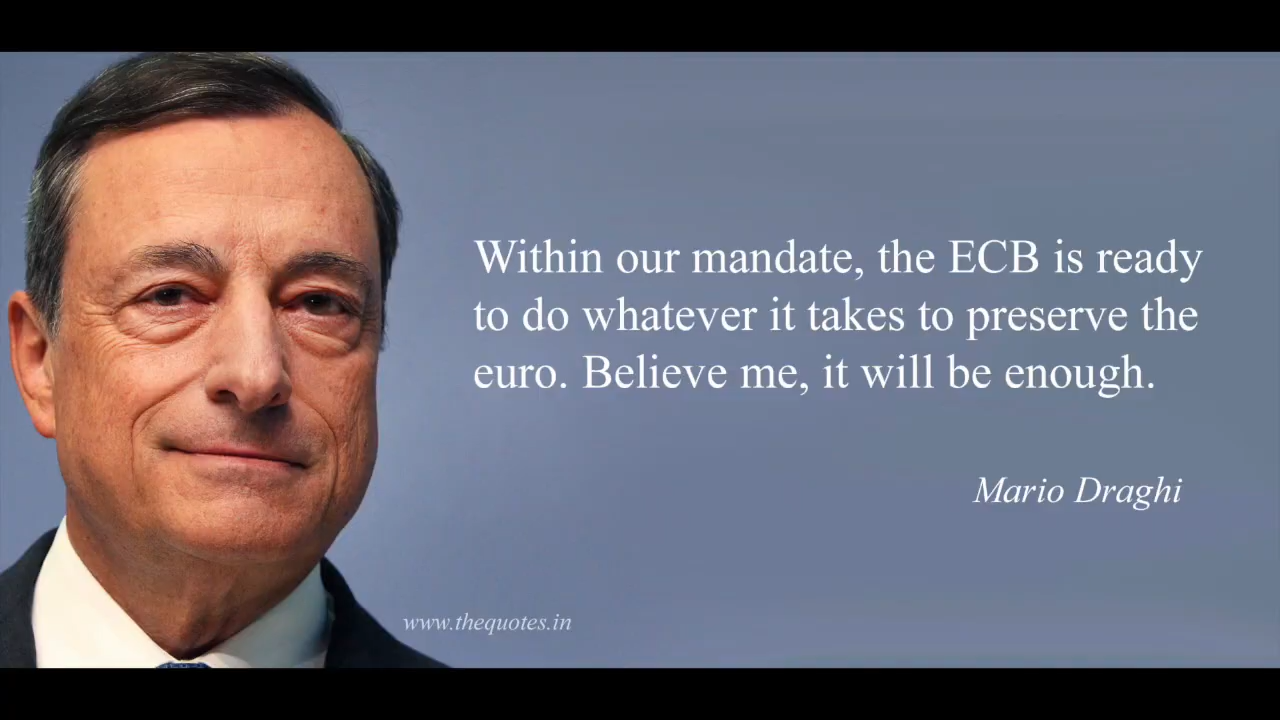 Within our mandate, the ECB is ready
to do whatever it takes to preserve the
euro. Believe me, it will be enough.
Mario Draghi
www.thequotes.in